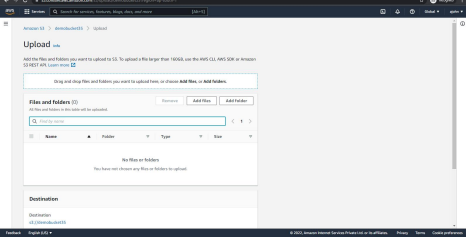 Services
Search for services, features, blogs, docs, and more
[Alt+S]
Global
Amazon S3 > demobucket55 > Upload
Upload Info
Add the files and folders you want to upload to S3. To upload a file larger than 160GB, use the AWS CLI, AWS SDK or Amazon
S3 REST API. Learn more
Drag and drop files and folders you want to upload here, or choose Add files, or Add folders.
Files and folders (0)
Remove
Add files
Add folder
All files and folders in this table will be uploaded.
Find by name
< 1 >
Name
Folder
Type
Size
No files or folders
You have not chosen any files or folders to upload.
Destination
Destination
s3://demobucket55
Feedback English (US)
© 2022, Amazon Internet Services Private Ltd. or its affiliates. Privacy Terms Cookie preferences